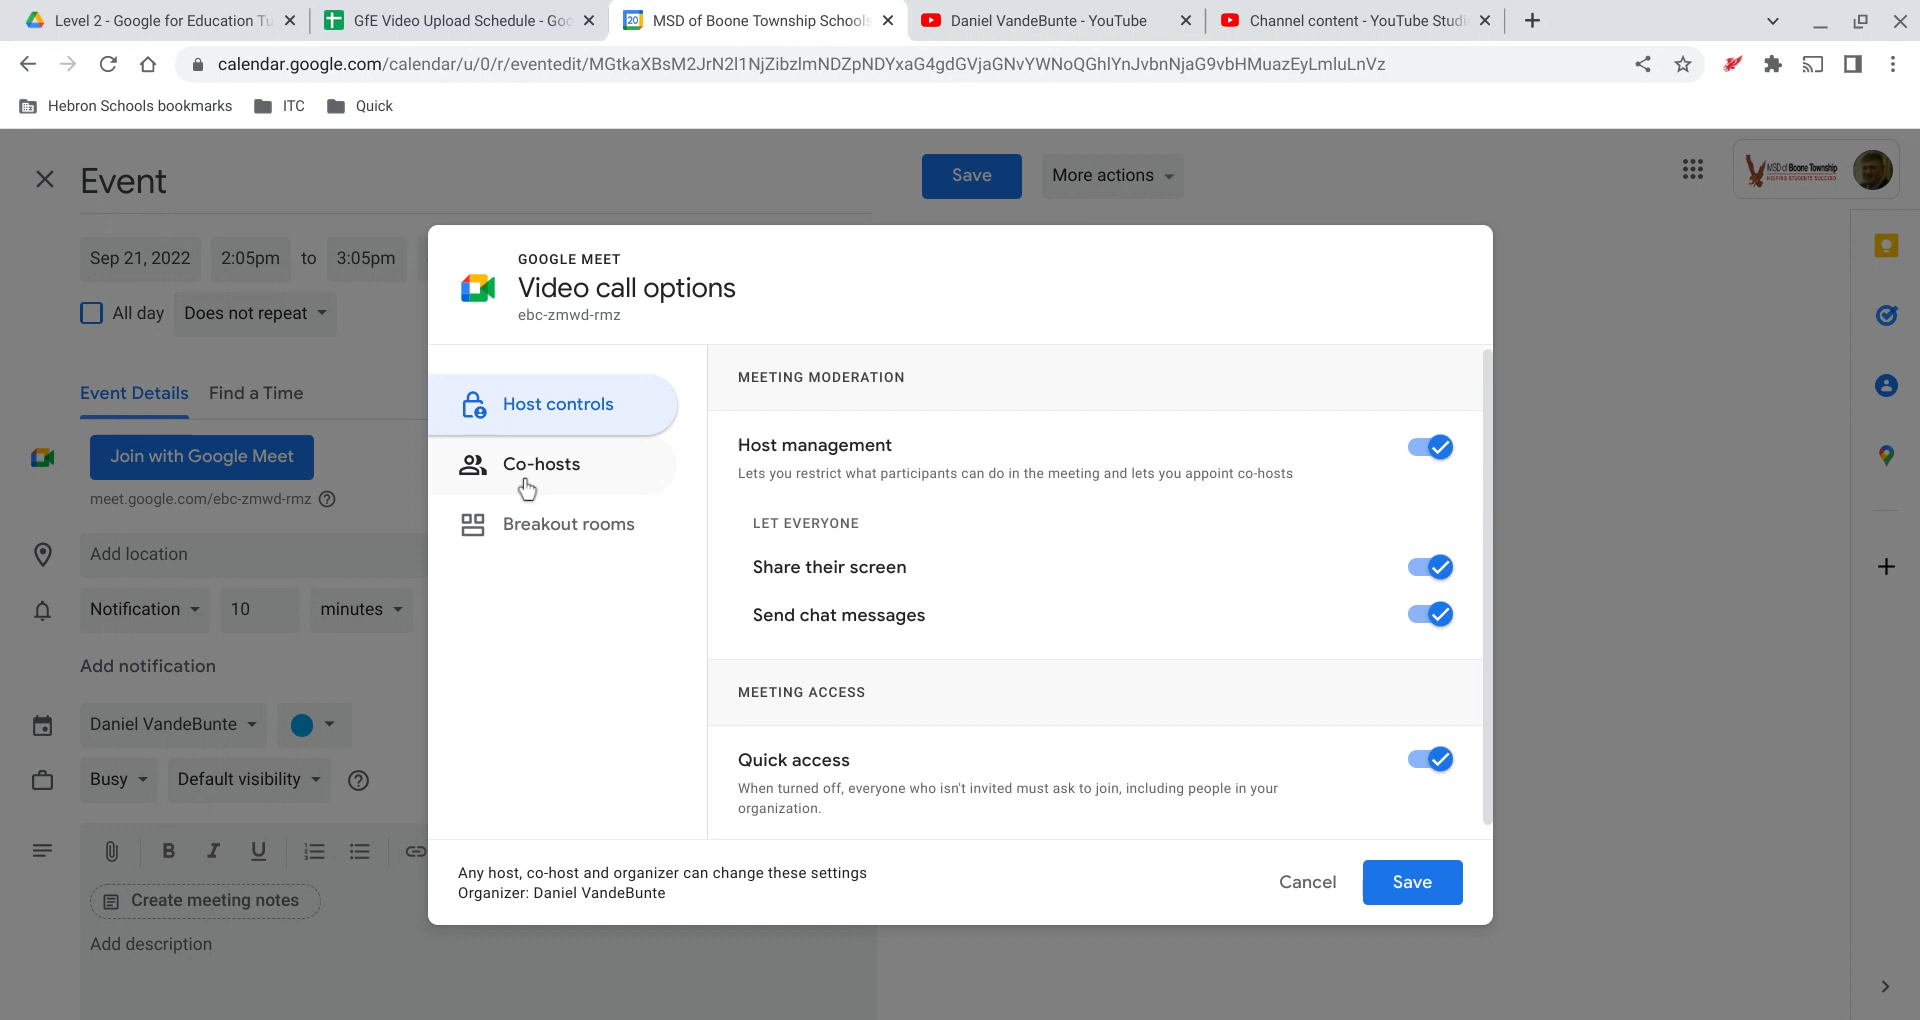 Level 2 - Google for Education Tu
GfE Video Upload Schedule - Goo
MSD of Boone Township Schools
Daniel VandeBunte - YouTube
Channel content - YouTube Studi
calendar.google.com/calendar/u/0/r/eventedit/MGtkaXBsM2JrN2l1NjZibzlmNDZpNDYxaG4gdGVjaGNvYWNoQGhlYnJvbnNjaG9vbHMuazEyLmluLnVz
Hebron Schools bookmarks
ITC
Quick
Event
Save
More actions
MSD of Boone Township
HELPING STUDENTS SUCCEED
Sep 21, 2022
2:05pm
to
3:05pm
All day
Does not repeat
Event Details
Find a Time
Join with Google Meet
meet.google.com/ebc-zmwd-rmz
Add location
Notification
10
minutes
Add notification
Daniel VandeBunte
Busy
Default visibility
B I U
Create meeting notes
Add description
GOOGLE MEET
Video call options
ebc-zmwd-rmz
Host controls
Co-hosts
Breakout rooms
MEETING MODERATION
Host management
Lets you restrict what participants can do in the meeting and lets you appoint co-hosts
LET EVERYONE
Share their screen
Send chat messages
MEETING ACCESS
Quick access
When turned off, everyone who isn't invited must ask to join, including people in your
organization.
Any host, co-host and organizer can change these settings
Organizer: Daniel VandeBunte
Cancel
Save